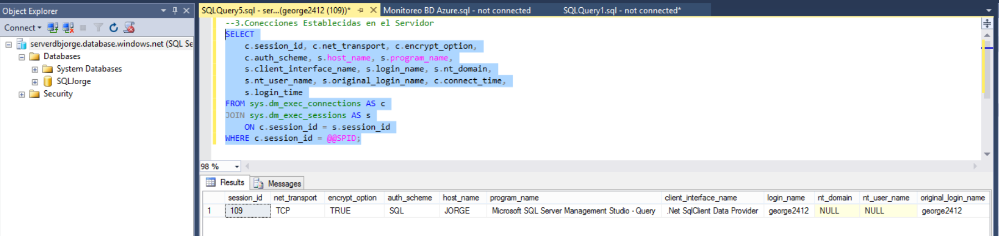 Object Explorer
Connect
serverdbjorge.database.windows.net (SQL Se
Databases
System Databases
SQLJorge
Security
SQLQuery5.sql - ser...(george2412 (109))*
Monitoreo BD Azure.sql - not connected
SQLQuery1.sql - not connected*
--3.Conecciones Establecidas en el Servidor
SELECT
c.session_id, c.net_transport, c.encrypt_option,
c.auth_scheme, s.host_name, s.program_name,
s.client_interface_name, s.login_name, s.nt_domain,
s.nt_user_name, s.original_login_name, c.connect_time,
s.login_time
FROM sys.dm_exec_connections AS c
JOIN sys.dm_exec_sessions AS s
ON c.session_id = s.session_id
WHERE c.session_id = @@SPID;
98 %
Results
Messages
session_id net_transport encrypt_option auth_scheme host_name program_name client_interface_name login_name nt_domain nt_user_name original_login_name
1 109 TCP TRUE SQL JORGE Microsoft SQL Server Management Studio - Query .Net SqlClient Data Provider george2412 NULL NULL george2412